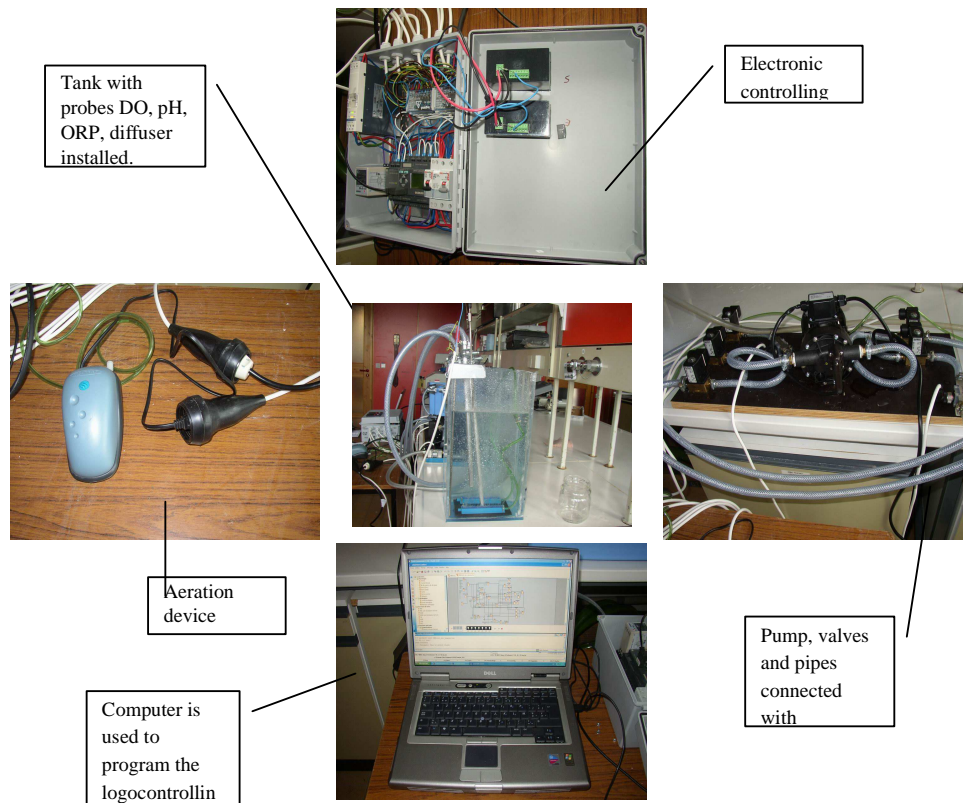 Tank with
probes DO, pH,
ORP, diffuser
installed.
Electronic
controlling
Aeration
device
Pump, valves
and pipes
connected
with
Computer is
used to
program the
logocontrollin
DELL